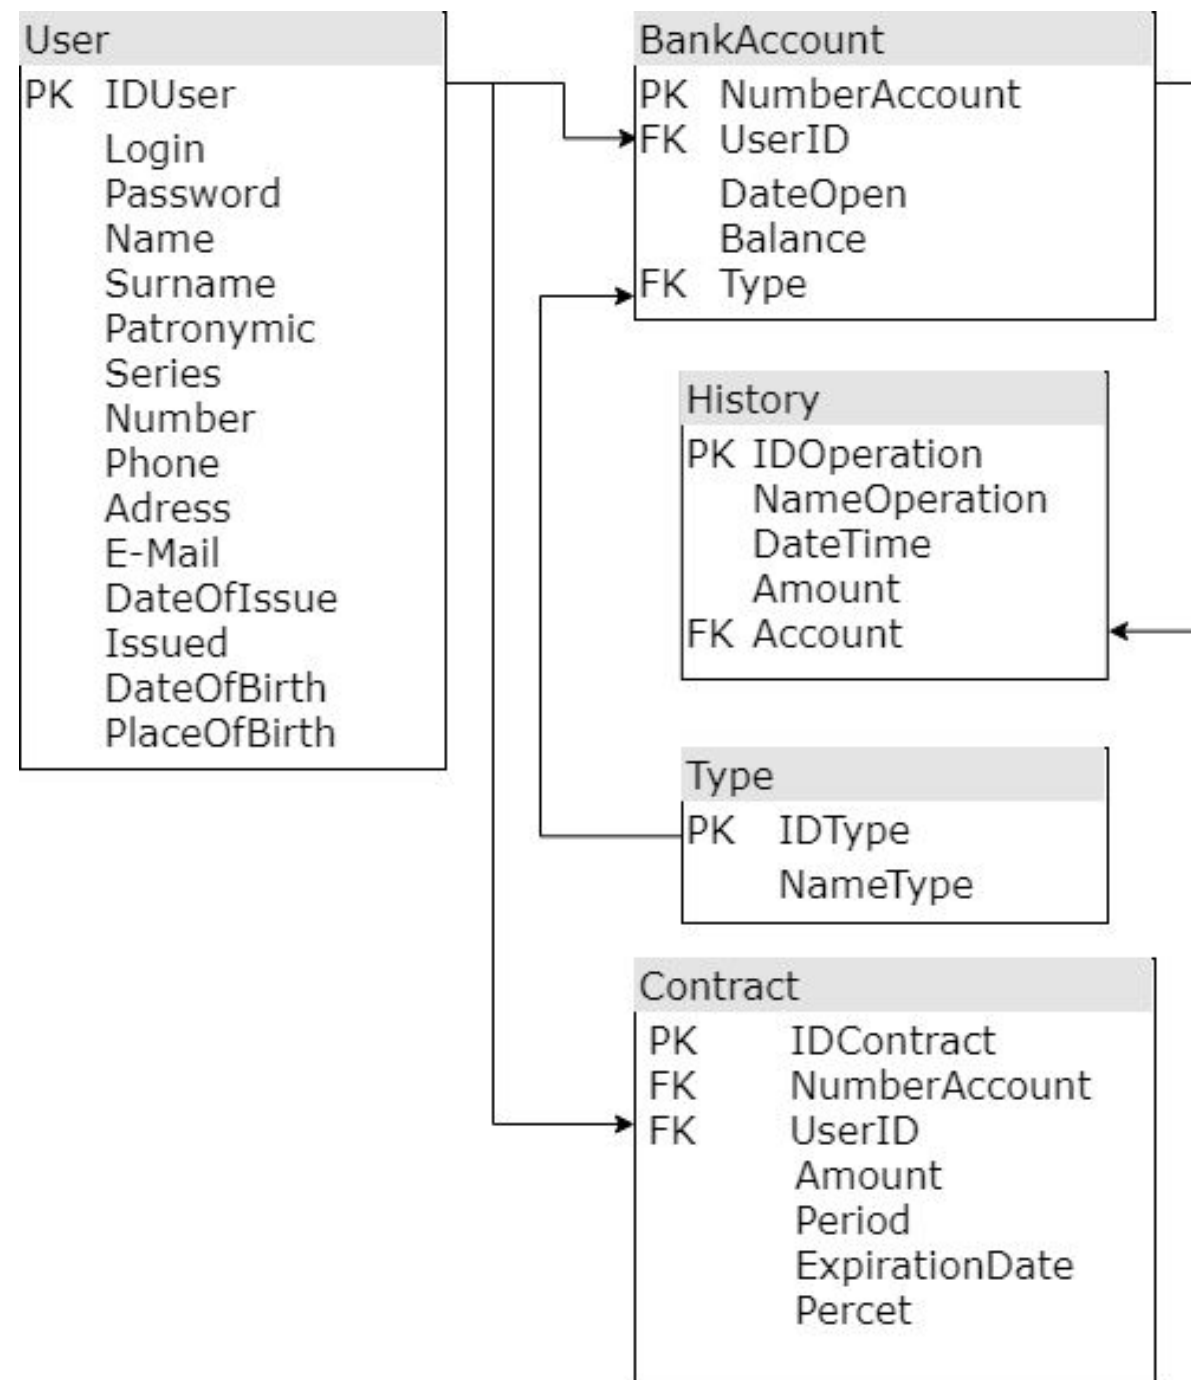 User
PK IDUser
Login
Password
Name
Surname
Patronymic
Series
Number
Phone
Adress
E-Mail
DateOfIssue
Issued
DateOfBirth
PlaceOfBirth
BankAccount
PK NumberAccount
FK UserID
DateOpen
Balance
FK Type
History
PK IDOperation
NameOperation
DateTime
Amount
FK Account
Type
PK IDType
NameType
Contract
PK IDContract
FK NumberAccount
FK UserID
Amount
Period
ExpirationDate
Percet